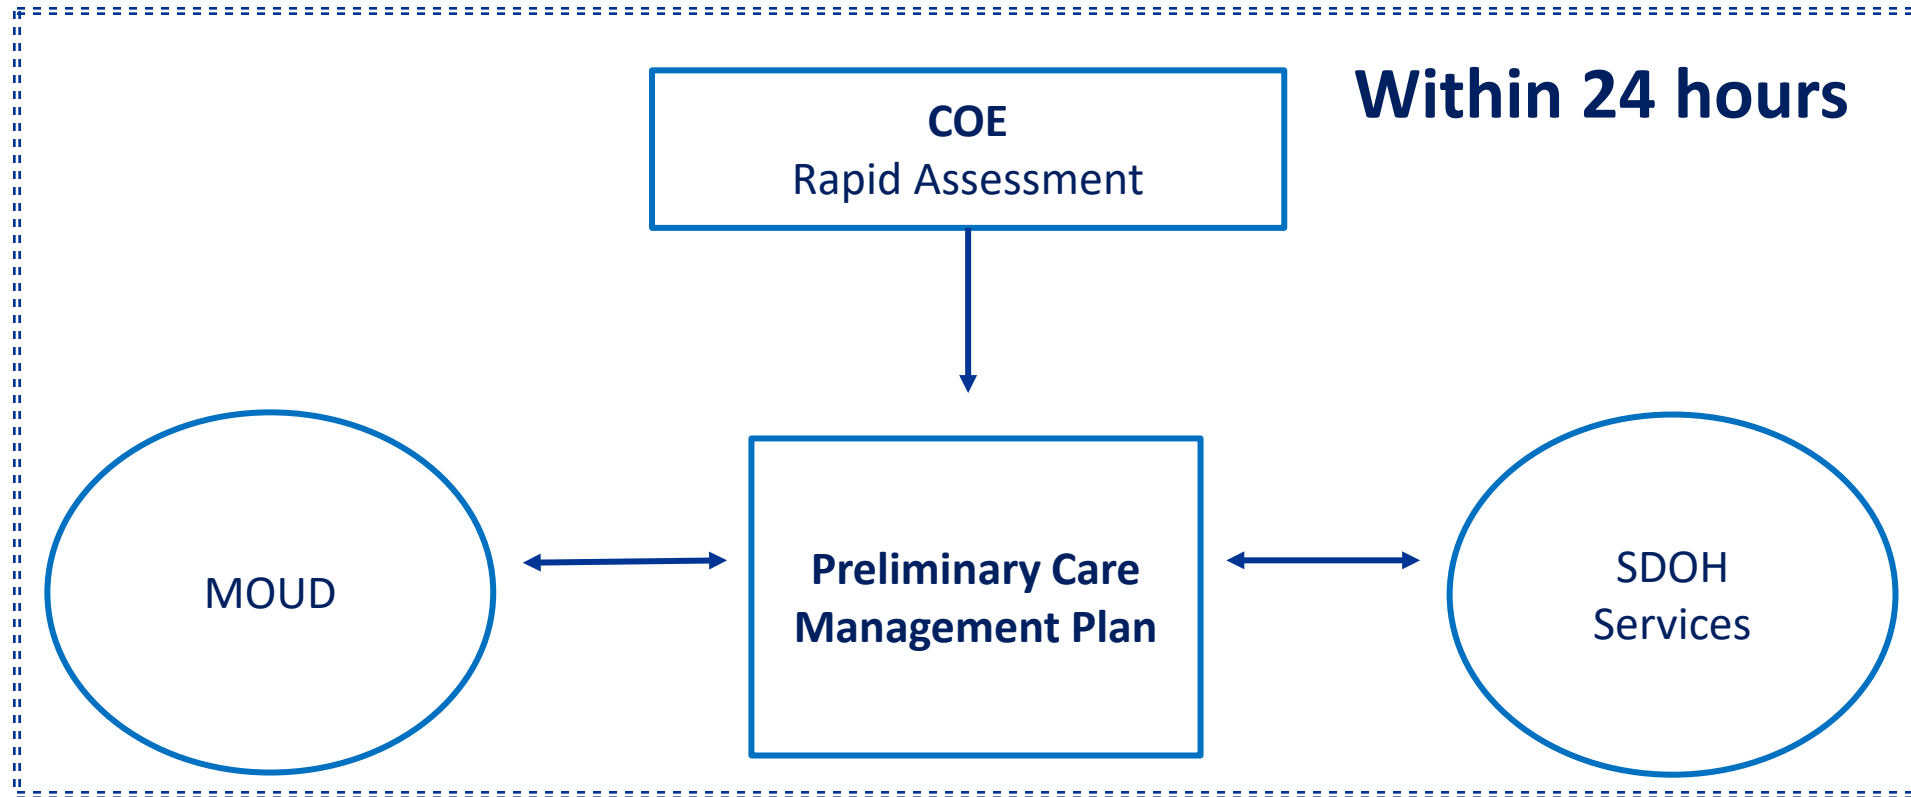 Within 24 hours
COE
Rapid Assessment
MOUD
Preliminary Care
Management Plan
SDOH
Services